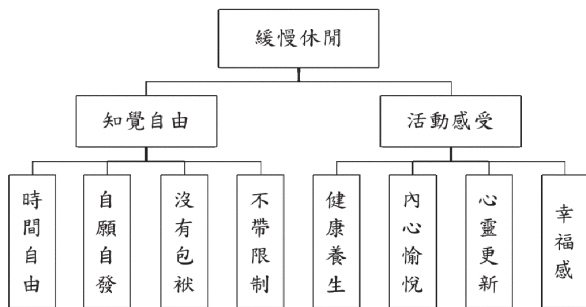 緩慢休閒
知覺自由
活動感受
時間自由
自願自發
沒有包袱
不帶限制
健康養生
內心愉悅
心靈更新
幸福感